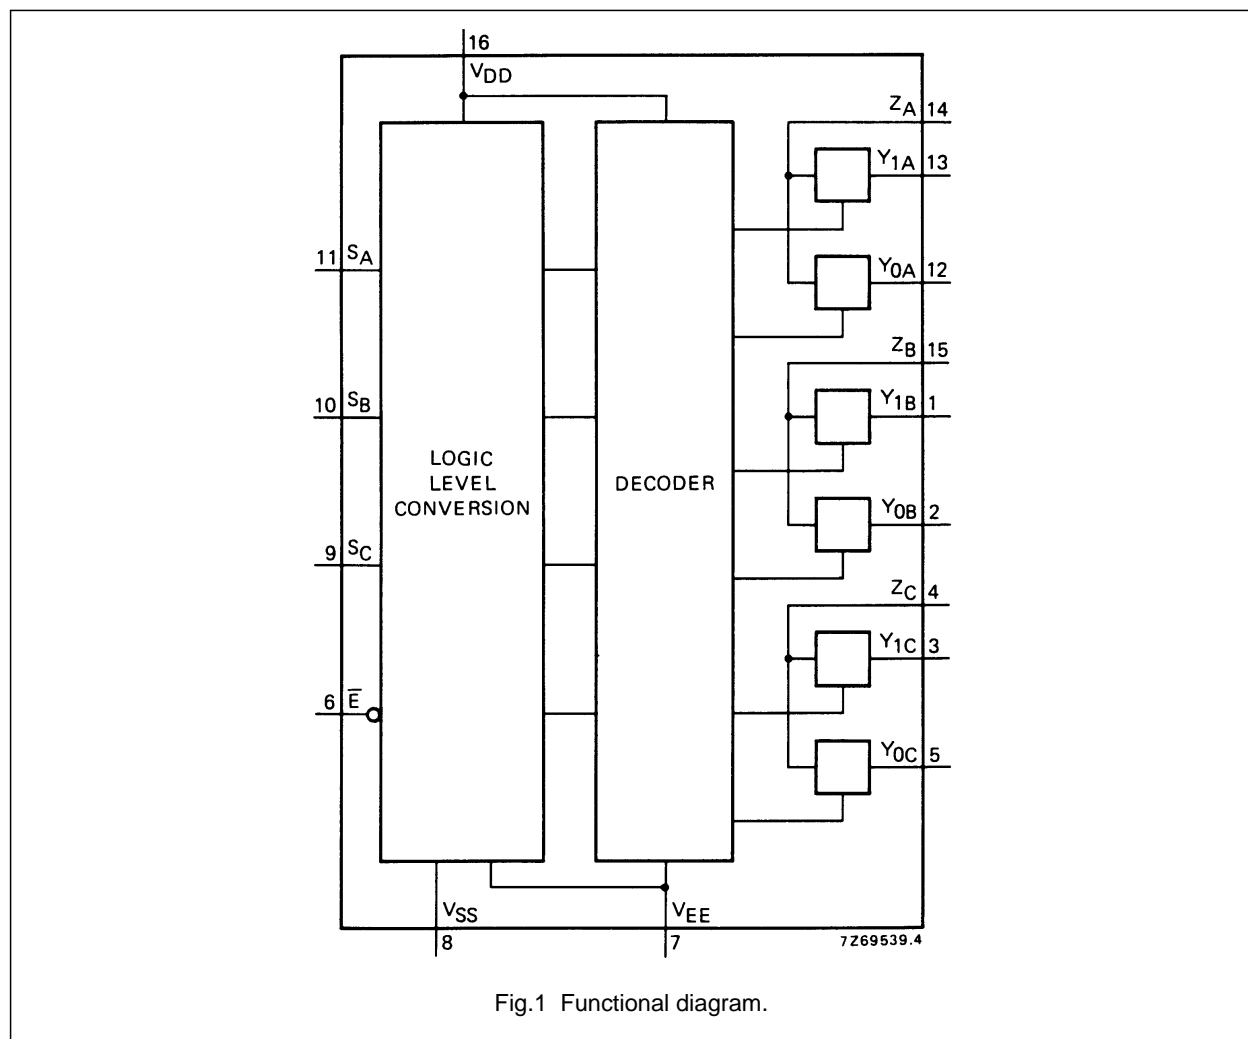 16
VDD
ZA 14
Y1A 13
11 SA
Y0A 12
ZB 15
10 SB
Y1B 1
LOGIC
LEVEL
CONVERSION
DECODER
Y0B 2
9 SC
ZC 4
Y1C 3
6 E̅
Y0C 5
VSS
VEE
8
7
7Z69539.4
Fig.1 Functional diagram.